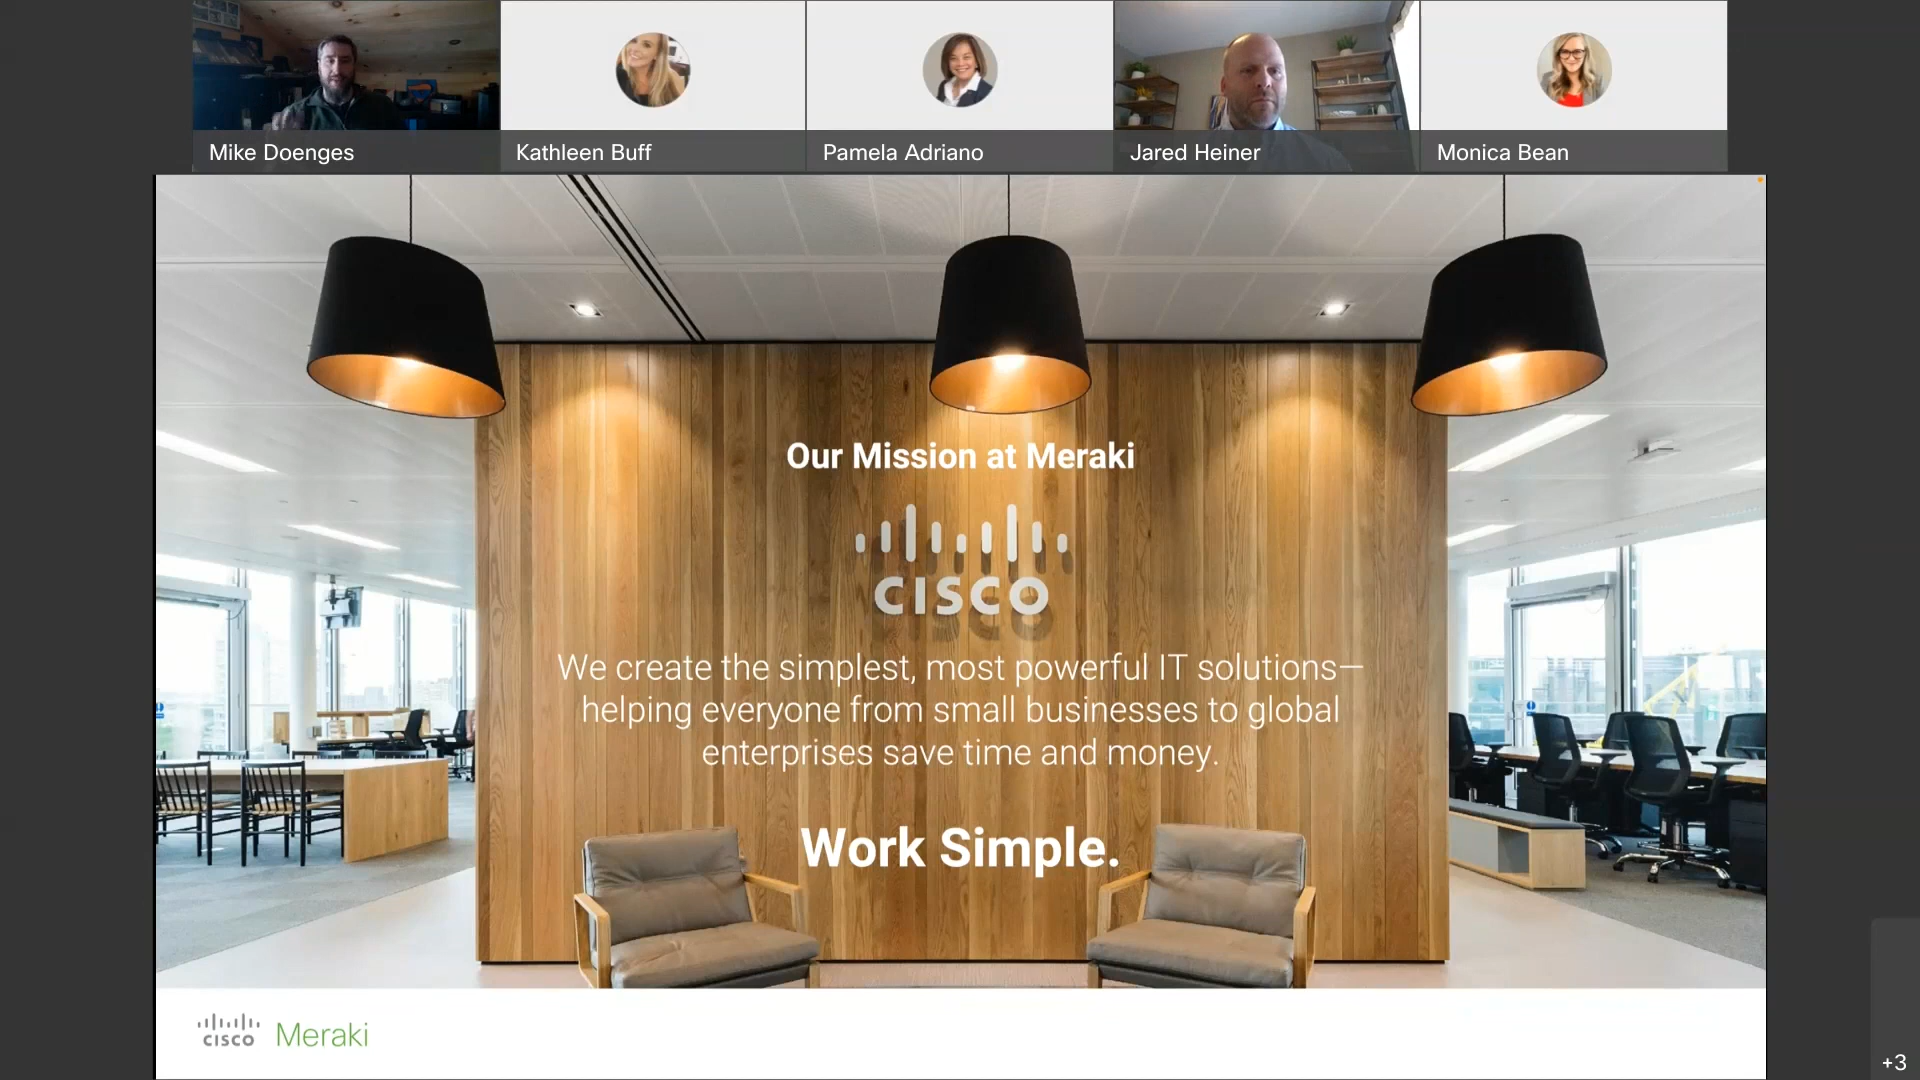 Mike Doenges
Kathleen Buff
Pamela Adriano
Jared Heiner
Monica Bean
Our Mission at Meraki
CISCO
We create the simplest, most powerful IT solutions—
helping everyone from small businesses to global
enterprises save time and money.
Work Simple.
CISCO Meraki
+3